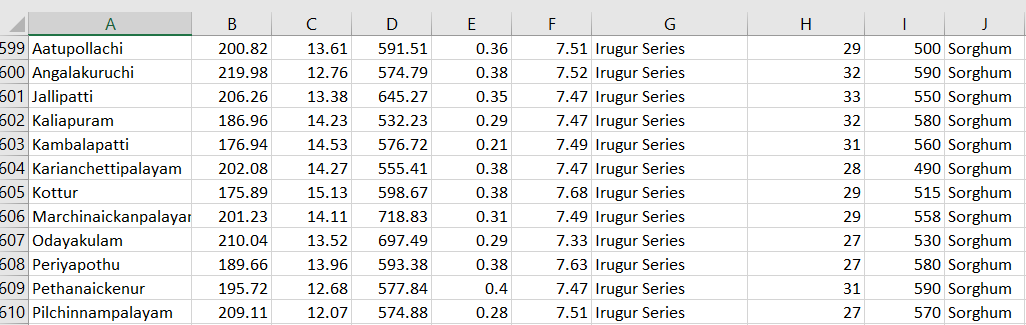 A B C D E F G H I J
599 Aatupollachi 200.82 13.61 591.51 0.36 7.51 Irugur Series 29 500 Sorghum
600 Angalakuruchi 219.98 12.76 574.79 0.38 7.52 Irugur Series 32 590 Sorghum
601 Jallipatti 206.26 13.38 645.27 0.35 7.47 Irugur Series 33 550 Sorghum
602 Kaliapuram 186.96 14.23 532.23 0.29 7.47 Irugur Series 32 580 Sorghum
603 Kambalapatti 176.94 14.53 576.72 0.21 7.49 Irugur Series 31 560 Sorghum
604 Karianchettipalayam 202.08 14.27 555.41 0.38 7.47 Irugur Series 28 490 Sorghum
605 Kottur 175.89 15.13 598.67 0.38 7.68 Irugur Series 29 515 Sorghum
606 Marchinaickanpalayar 201.23 14.11 718.83 0.31 7.49 Irugur Series 29 558 Sorghum
607 Odayakulam 210.04 13.52 697.49 0.29 7.33 Irugur Series 27 530 Sorghum
608 Periyapothu 189.66 13.96 593.38 0.38 7.63 Irugur Series 27 580 Sorghum
609 Pethanaickenur 195.72 12.68 577.84 0.4 7.47 Irugur Series 31 590 Sorghum
610 Pilchinnampalayam 209.11 12.07 574.88 0.28 7.51 Irugur Series 27 570 Sorghum